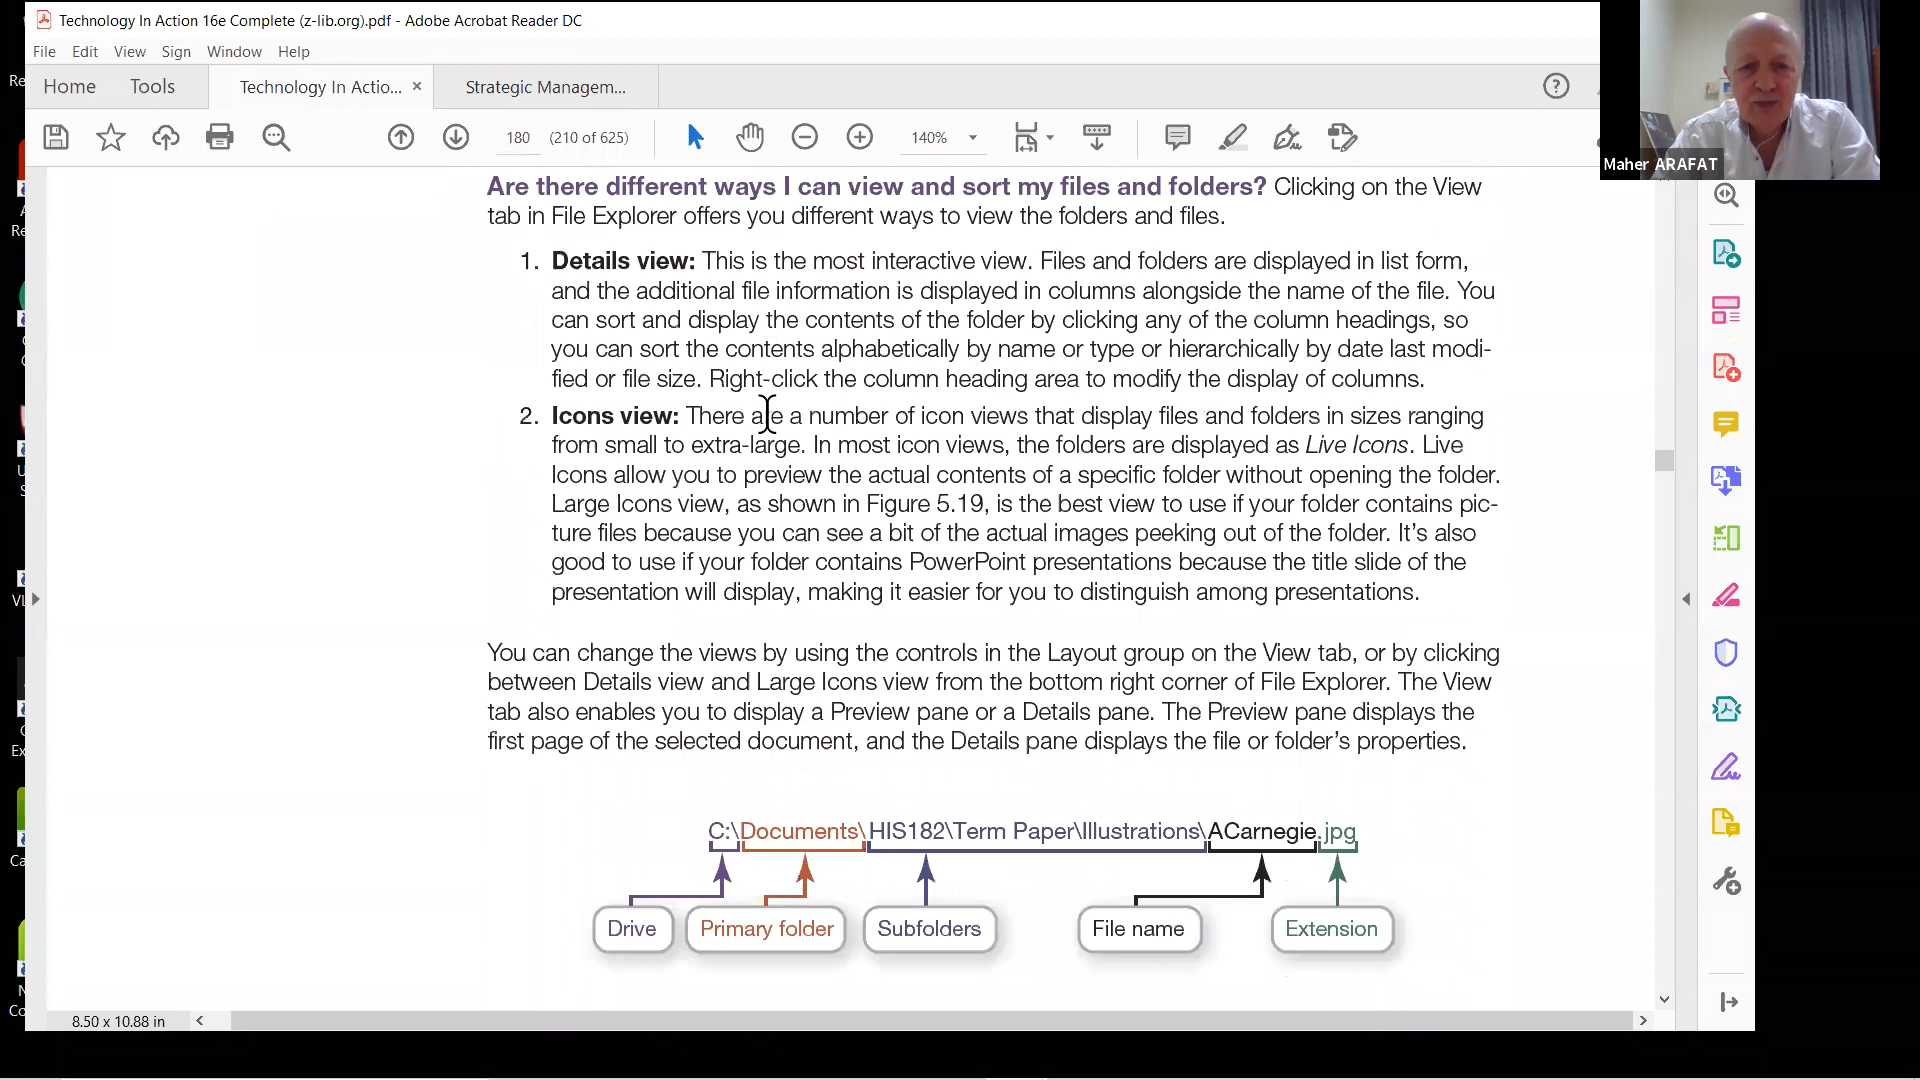 Technology In Action 16e Complete (z-lib.org).pdf - Adobe Acrobat Reader DC
File Edit View Sign Window Help
Home Tools Technology In Actio... × Strategic Managem...
180 (210 of 625) 140%
Maher ARAFAT
Are there different ways I can view and sort my files and folders? Clicking on the View
tab in File Explorer offers you different ways to view the folders and files.
1. Details view: This is the most interactive view. Files and folders are displayed in list form,
and the additional file information is displayed in columns alongside the name of the file. You
can sort and display the contents of the folder by clicking any of the column headings, so
you can sort the contents alphabetically by name or type or hierarchically by date last modi-
fied or file size. Right-click the column heading area to modify the display of columns.
2. Icons view: There are a number of icon views that display files and folders in sizes ranging
from small to extra-large. In most icon views, the folders are displayed as Live Icons. Live
Icons allow you to preview the actual contents of a specific folder without opening the folder.
Large Icons view, as shown in Figure 5.19, is the best view to use if your folder contains pic-
ture files because you can see a bit of the actual images peeking out of the folder. It's also
good to use if your folder contains PowerPoint presentations because the title slide of the
presentation will display, making it easier for you to distinguish among presentations.
You can change the views by using the controls in the Layout group on the View tab, or by clicking
between Details view and Large Icons view from the bottom right corner of File Explorer. The View
tab also enables you to display a Preview pane or a Details pane. The Preview pane displays the
first page of the selected document, and the Details pane displays the file or folder's properties.
C:\Documents\HIS182\Term Paper\Illustrations\ACarnegie.jpg
Drive Primary folder Subfolders File name Extension
8.50 x 10.88 in